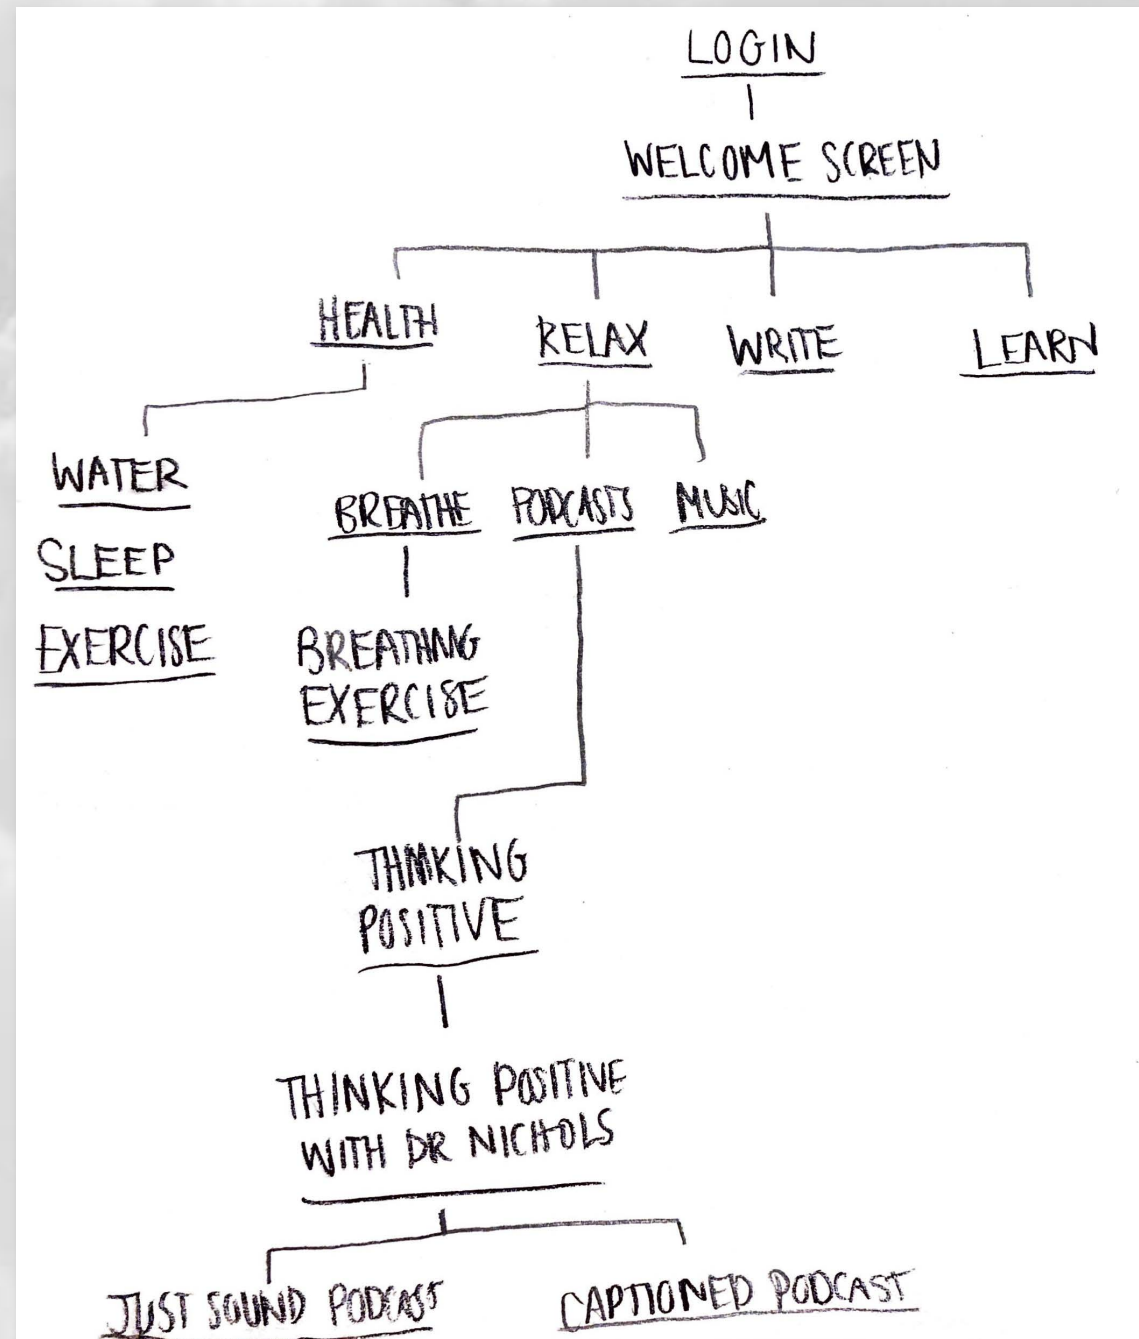 LOGIN
WELCOME SCREEN
HEALTH
RELAX
WRITE
LEARN
WATER
SLEEP
EXERCISE
BREATHE
PODCASTS
MUSIC
BREATHING
EXERCISE
THINKING
POSITIVE
THINKING POSITIVE
WITH DR NICHOLS
JUST SOUND PODCAST
CAPTIONED PODCAST